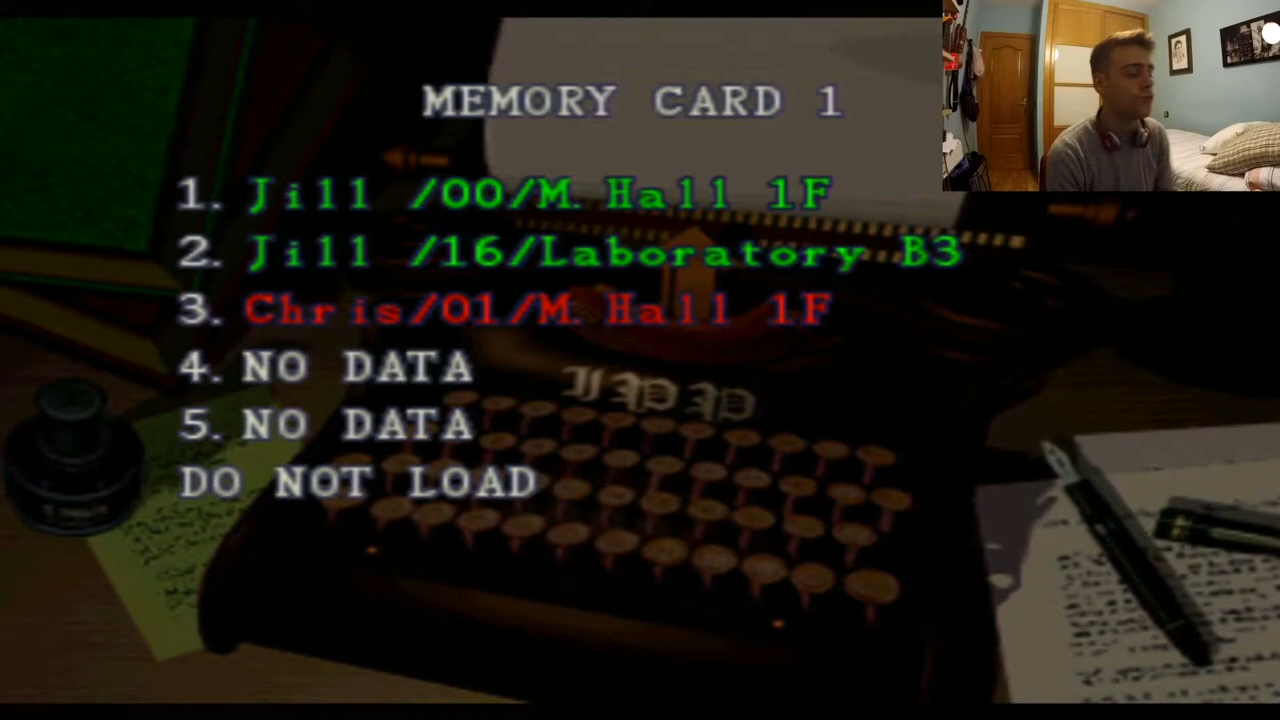 MEMORY CARD 1
1. Jill /00/M. Hall 1F
2. Jill /16/Laboratory B3
3. Chris/01/M. Hall 1F
4. NO DATA
5. NO DATA
DO NOT LOAD